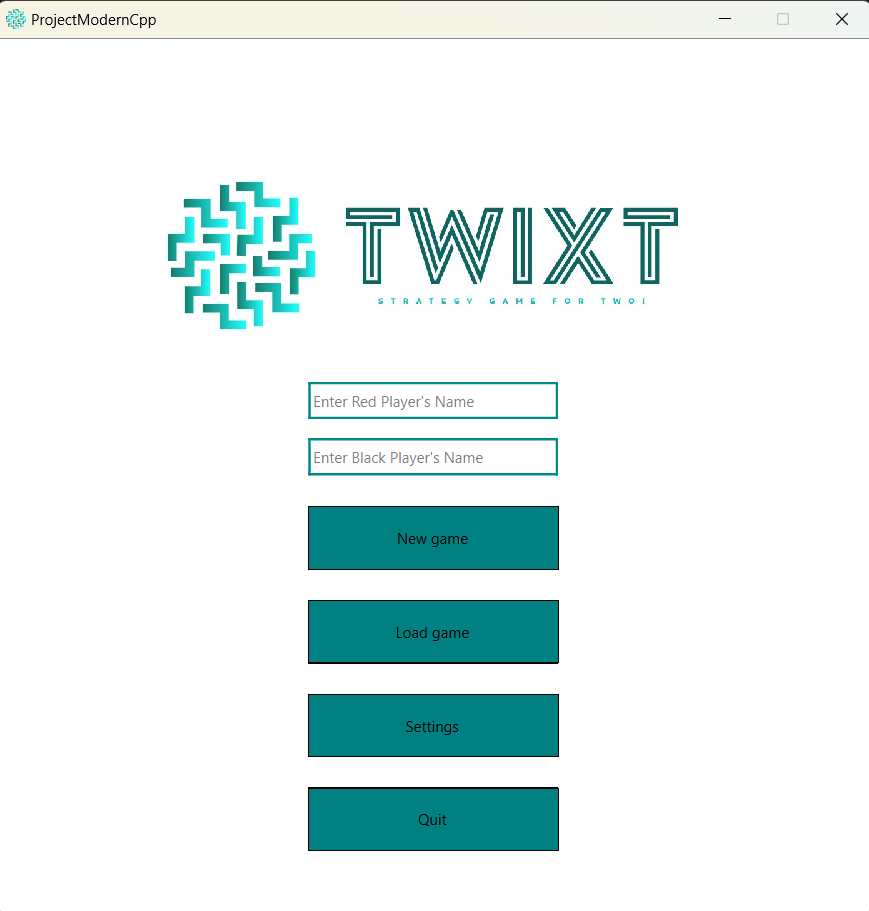 ProjectModernCpp
TWIXT
STRATEGY GAME FOR TWO!
Enter Red Player's Name
Enter Black Player's Name
New game
Load game
Settings
Quit